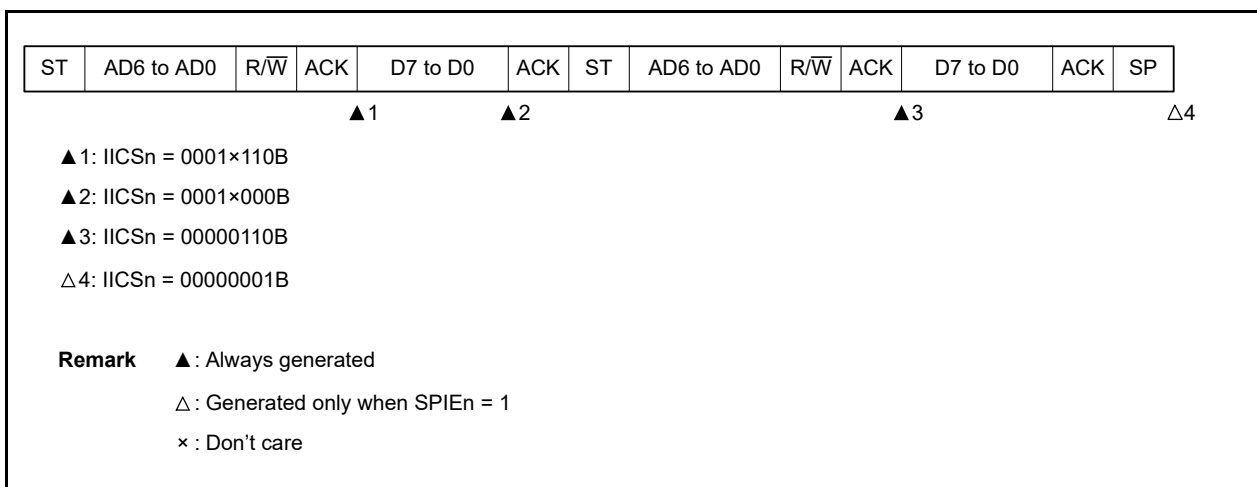 ST AD6 to AD0 R/W̅ ACK D7 to D0 ACK ST AD6 to AD0 R/W̅ ACK D7 to D0 ACK SP
▲1 ▲2 ▲3 △4
▲1: IICSn = 0001×110B
▲2: IICSn = 0001×000B
▲3: IICSn = 00000110B
△4: IICSn = 00000001B
Remark ▲: Always generated
△: Generated only when SPIEn = 1
×: Don't care